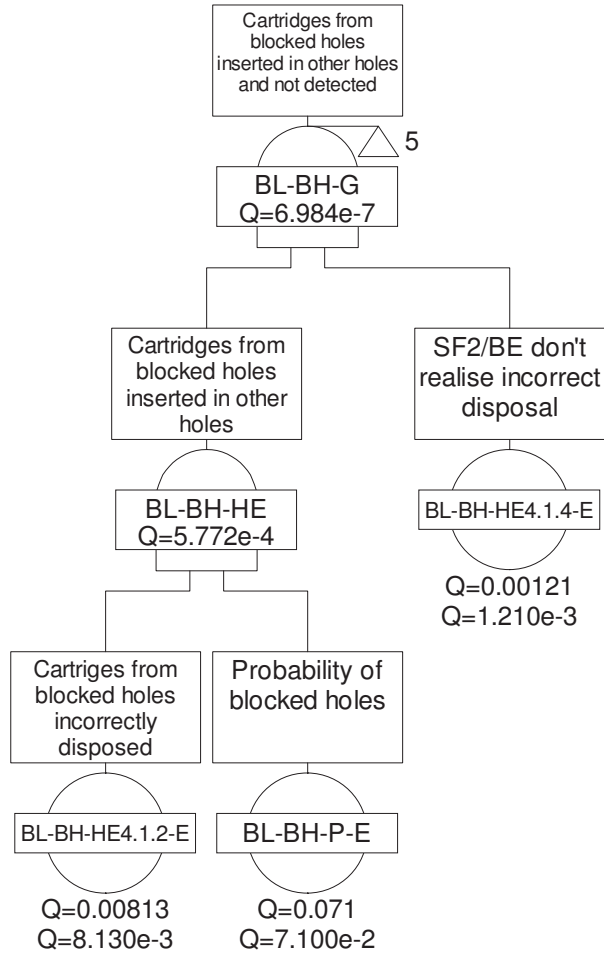 Cartridges from
blocked holes
inserted in other holes
and not detected
5
BL-BH-G
Q=6.984e-7
Cartridges from
blocked holes
inserted in other
holes
SF2/BE don't
realise incorrect
disposal
BL-BH-HE
Q=5.772e-4
BL-BH-HE4.1.4-E
Q=0.00121
Q=1.210e-3
Cartriges from
blocked holes
incorrectly
disposed
Probability of
blocked holes
BL-BH-HE4.1.2-E
BL-BH-P-E
Q=0.00813
Q=8.130e-3
Q=0.071
Q=7.100e-2